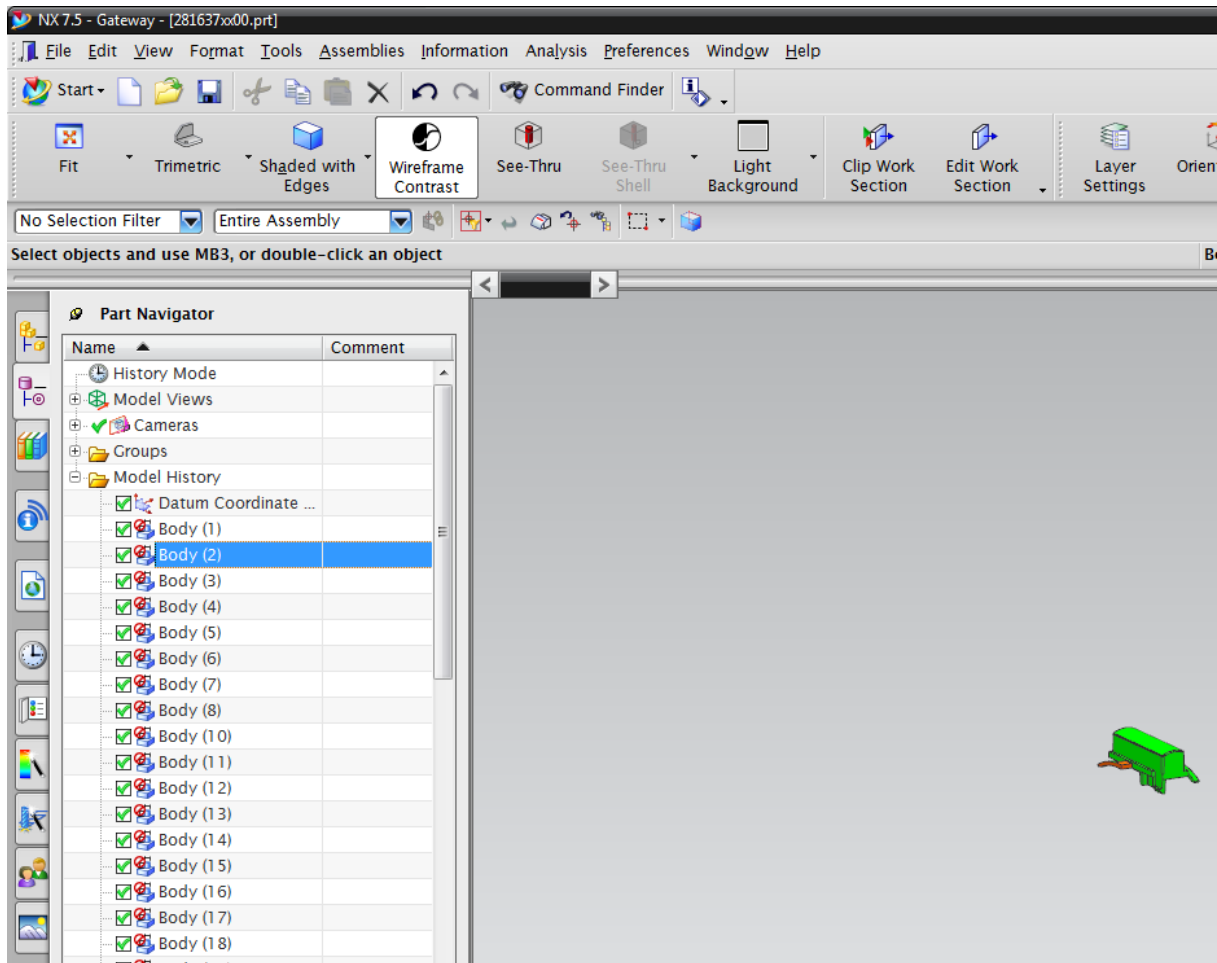 NX 7.5 - Gateway - [281637xx00.prt]
File Edit View Format Tools Assemblies Information Analysis Preferences Window Help
Start Command Finder
Fit Trimetric Shaded with Edges Wireframe Contrast See-Thru See-Thru Shell Light Background Clip Work Section Edit Work Section Layer Settings
No Selection Filter Entire Assembly
Select objects and use MB3, or double-click an object
Part Navigator
Name Comment
History Mode
Model Views
Cameras
Groups
Model History
Datum Coordinate ...
Body (1)
Body (2)
Body (3)
Body (4)
Body (5)
Body (6)
Body (7)
Body (8)
Body (10)
Body (11)
Body (12)
Body (13)
Body (14)
Body (15)
Body (16)
Body (17)
Body (18)